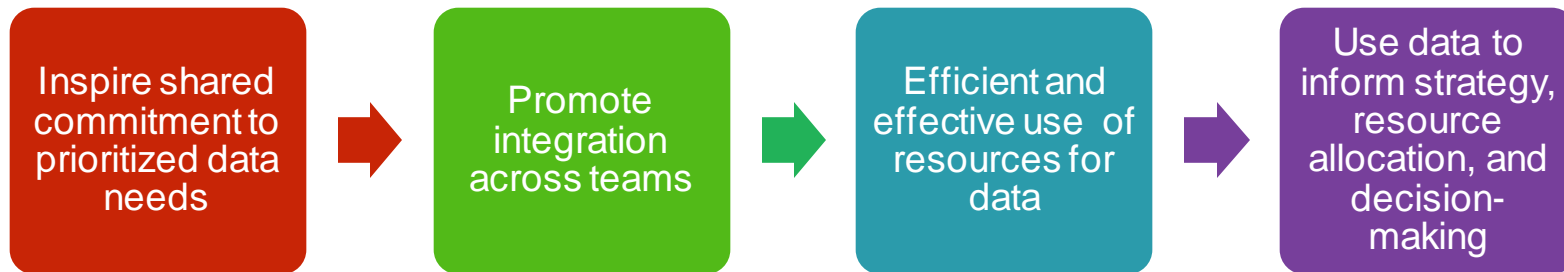 Inspire shared
commitment to
prioritized data
needs
Promote
integration
across teams
Efficient and
effective use of
resources for
data
Use data to
inform strategy,
resource
allocation, and
decision-
making